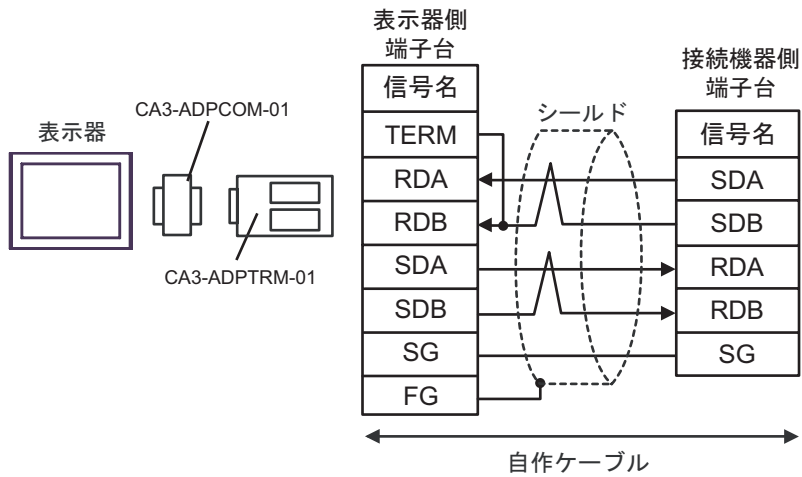 表示器
CA3-ADPCOM-01
CA3-ADPTRM-01
表示器側
端子台
信号名
TERM
RDA
RDB
SDA
SDB
SG
FG
シールド
接続機器側
端子台
信号名
SDA
SDB
RDA
RDB
SG
自作ケーブル